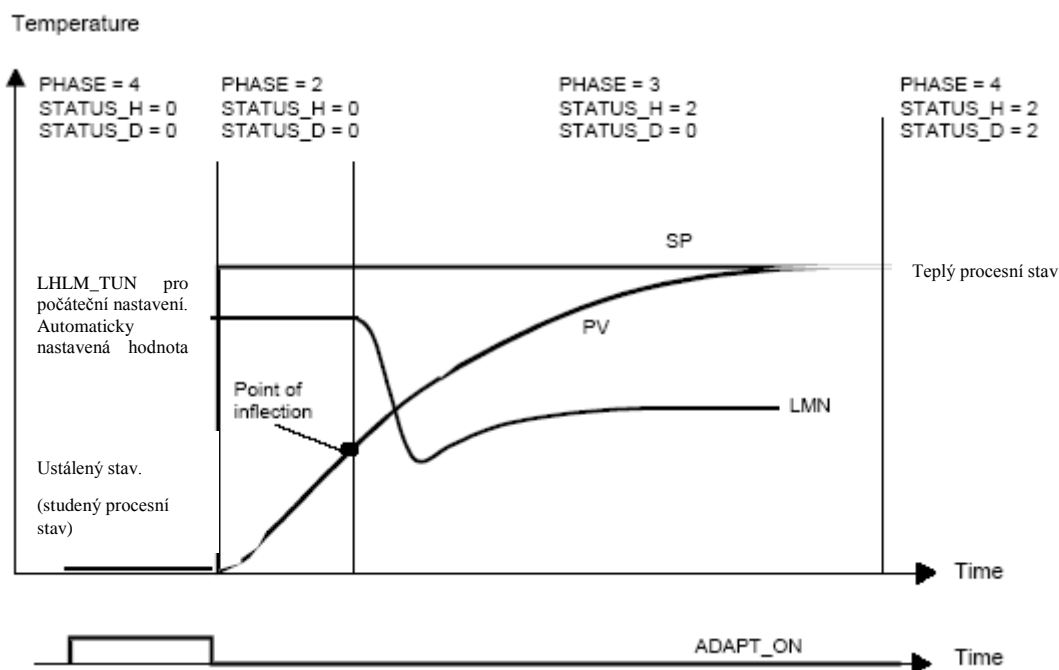 Temperature
PHASE = 4
STATUS_H = 0
STATUS_D = 0
PHASE = 2
STATUS_H = 0
STATUS_D = 0
PHASE = 3
STATUS_H = 2
STATUS_D = 0
PHASE = 4
STATUS_H = 2
STATUS_D = 2
SP
Teplý procesní stav
LHLM_TUN pro
počáteční nastavení.
Automaticky
nastavená hodnota
PV
Point of
inflection
LMN
Ustálený stav.
(studený procesní
stav)
Time
ADAPT_ON
Time